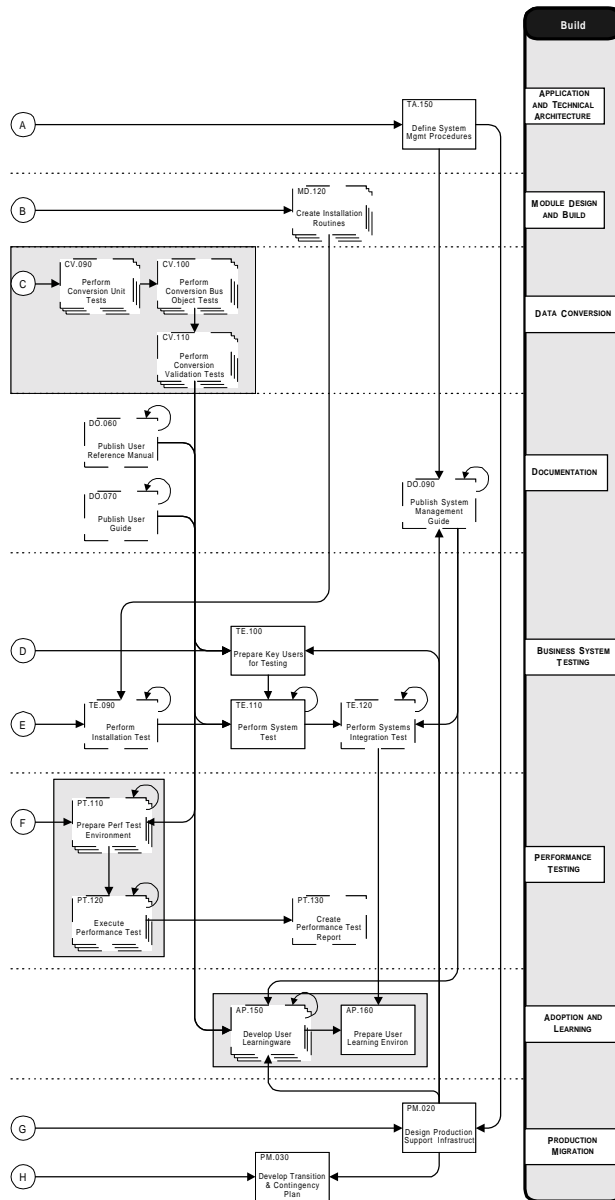 Build
APPLICATION
AND TECHNICAL
ARCHITECTURE
A
TA.150
Define System
Mgmt Procedures
B
MD.120
Create Installation
Routines
MODULE DESIGN
AND BUILD
C
CV.090
Perform
Conversion Unit
Tests
CV.100
Perform
Conversion Bus
Object Tests
CV.110
Perform
Conversion
Validation Tests
DATA CONVERSION
DO.060
Publish User
Reference Manual
DO.070
Publish User
Guide
DO.090
Publish System
Management
Guide
DOCUMENTATION
D
TE.100
Prepare Key Users
for Testing
BUSINESS SYSTEM
TESTING
E
TE.090
Perform
Installation Test
TE.110
Perform System
Test
TE.120
Perform Systems
Integration Test
F
PT.110
Prepare Perf Test
Environment
PT.120
Execute
Performance Test
PT.130
Create
Performance Test
Report
PERFORMANCE
TESTING
AP.150
Develop User
Learningware
AP.160
Prepare User
Learning Environ
ADOPTION AND
LEARNING
G
PM.020
Design Production
Support Infrastruct
H
PM.030
Develop Transition
& Contingency
Plan
PRODUCTION
MIGRATION